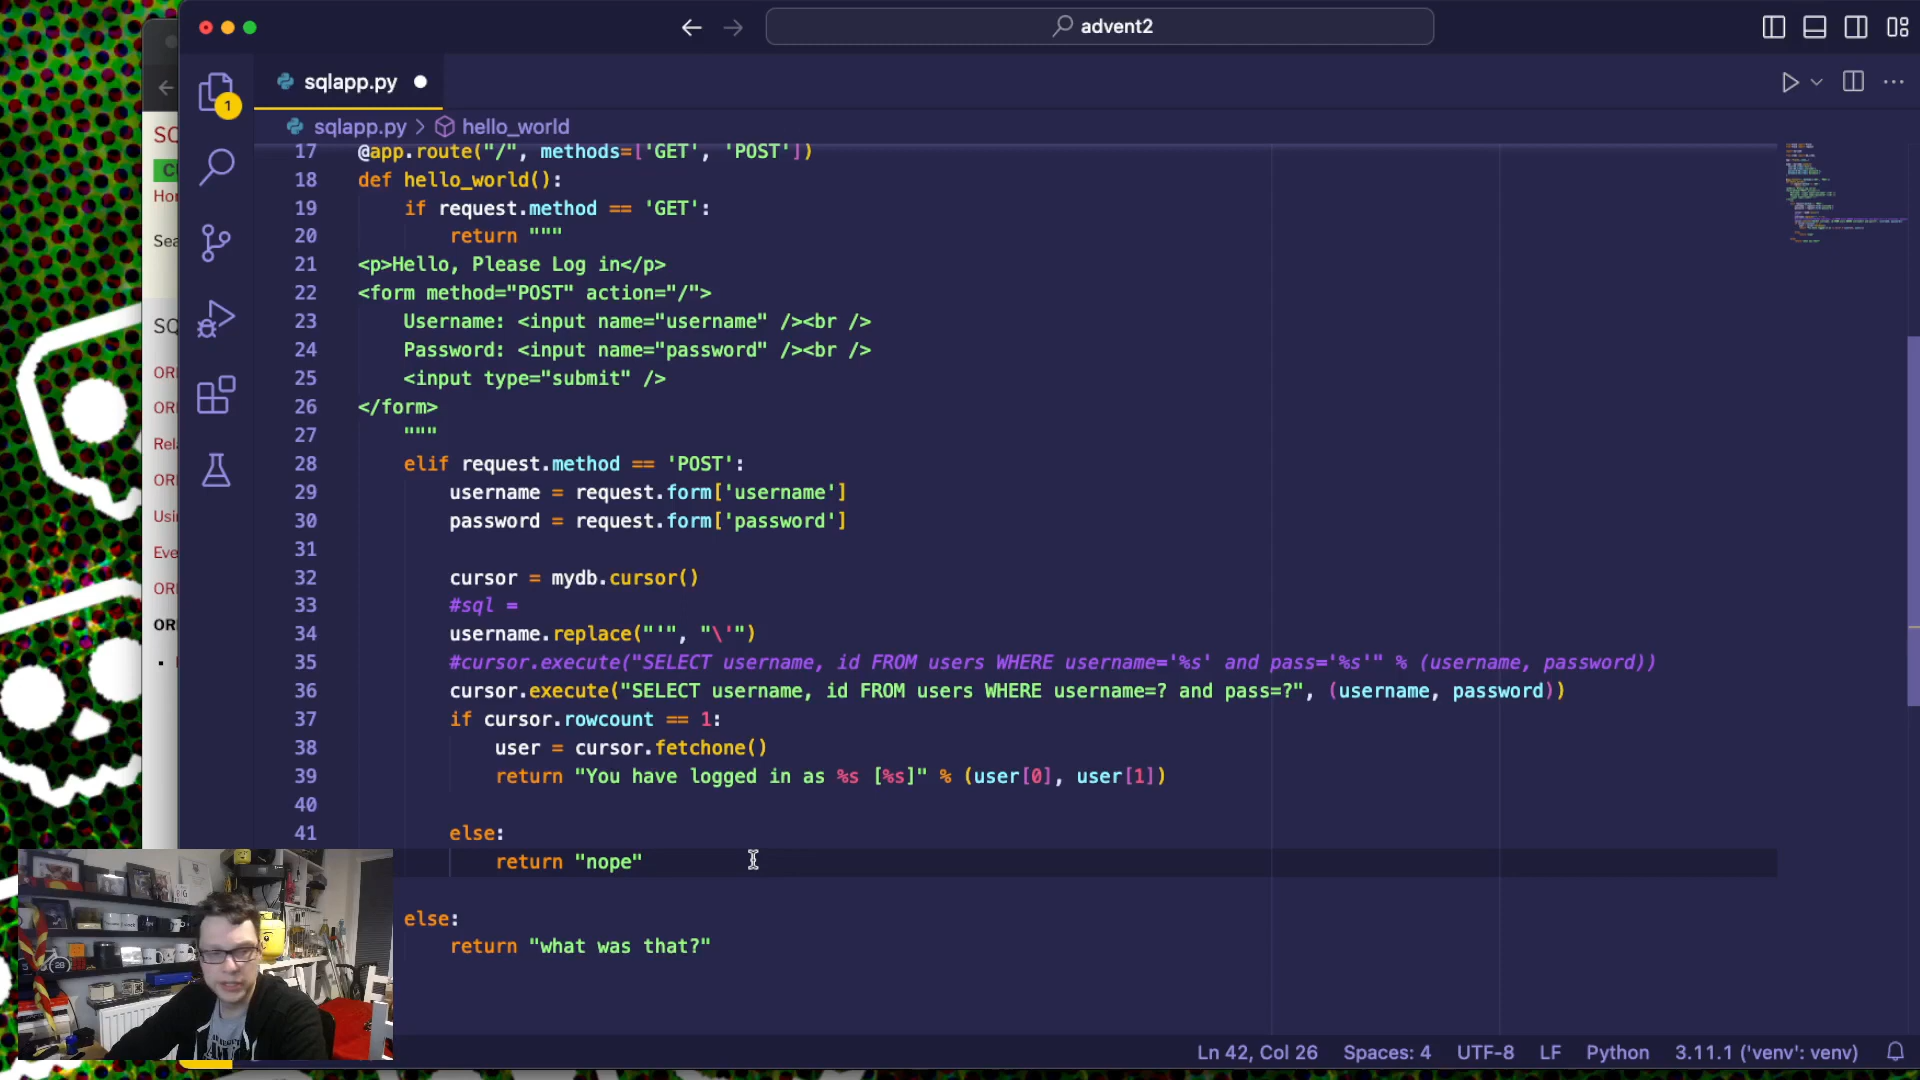 advent2
sqlapp.py
1
sqlapp.py > hello_world
17 @app.route("/", methods=['GET', 'POST'])
18 def hello_world():
19     if request.method == 'GET':
20         return """
21 <p>Hello, Please Log in</p>
22 <form method="POST" action="/">
23     Username: <input name="username" /><br />
24     Password: <input name="password" /><br />
25     <input type="submit" />
26 </form>
27     """
28     elif request.method == 'POST':
29         username = request.form['username']
30         password = request.form['password']
31
32         cursor = mydb.cursor()
33         #sql =
34         username.replace("'", "\'")
35         #cursor.execute("SELECT username, id FROM users WHERE username='%s' and pass='%s'" % (username, password))
36         cursor.execute("SELECT username, id FROM users WHERE username=? and pass=?", (username, password))
37         if cursor.rowcount == 1:
38             user = cursor.fetchone()
39             return "You have logged in as %s [%s]" % (user[0], user[1])
40
41         else:
            return "nope"
    else:
        return "what was that?"
Ln 42, Col 26 Spaces: 4 UTF-8 LF Python 3.11.1 ('venv': venv)